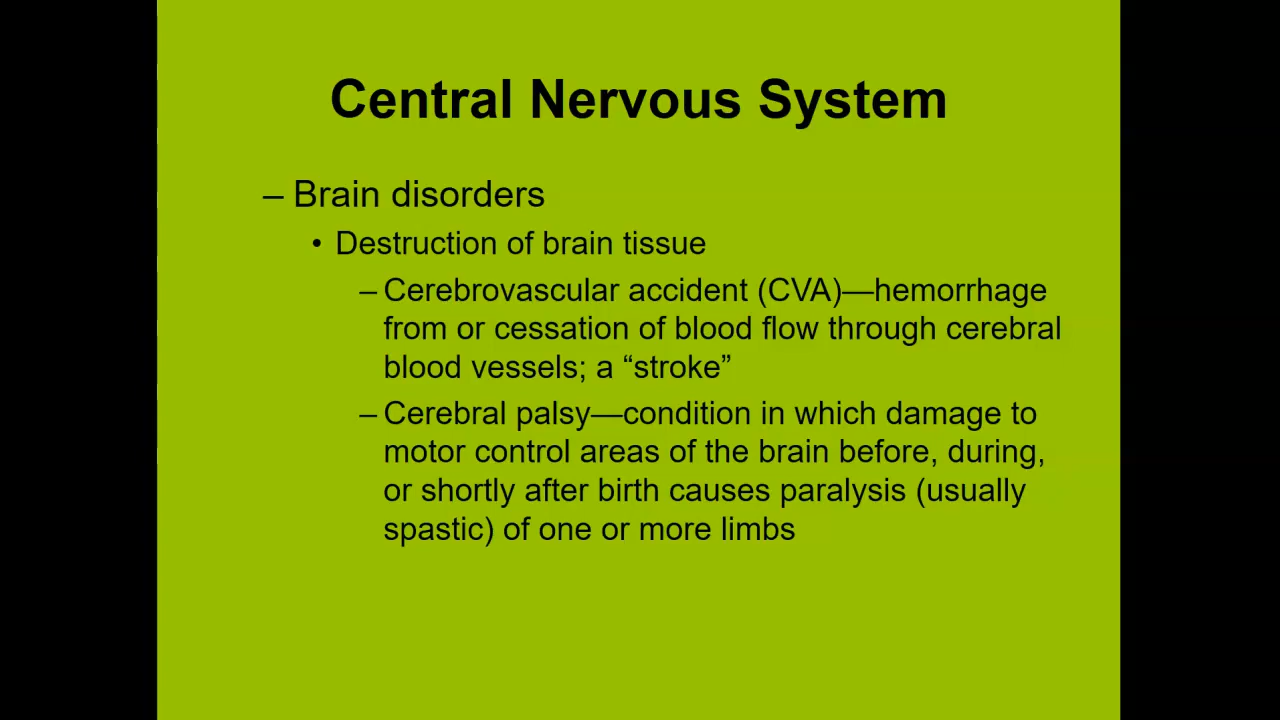 Central Nervous System
– Brain disorders
• Destruction of brain tissue
– Cerebrovascular accident (CVA)—hemorrhage
from or cessation of blood flow through cerebral
blood vessels; a “stroke”
– Cerebral palsy—condition in which damage to
motor control areas of the brain before, during,
or shortly after birth causes paralysis (usually
spastic) of one or more limbs